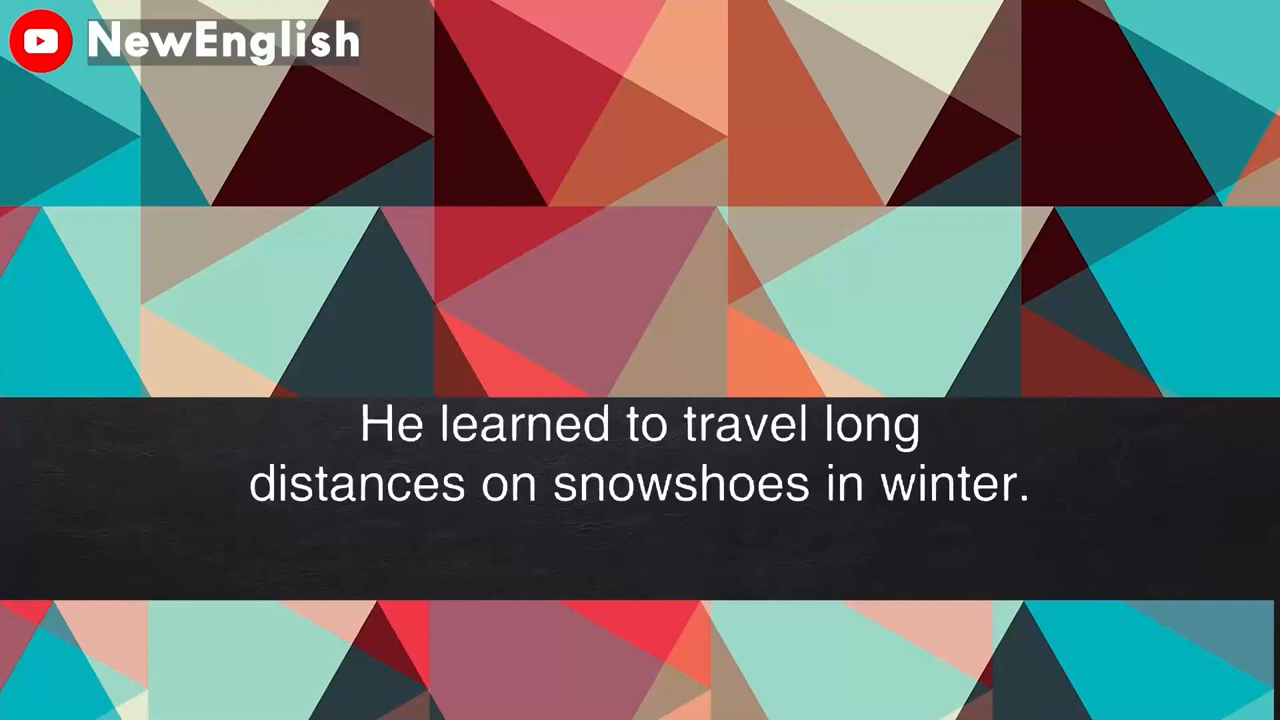 NewEnglish
He learned to travel long
distances on snowshoes in winter.